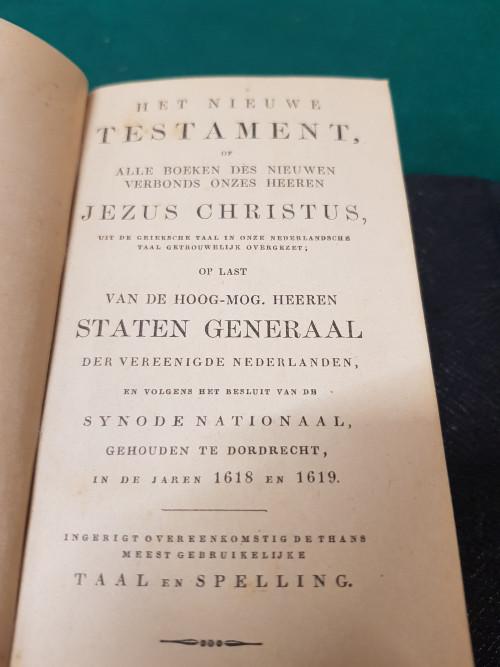 HET NIEUWE
TESTAMENT,
OF
ALLE BOEKEN DES NIEUWEN
VERBONDS ONZES HEEREN
JEZUS CHRISTUS,
UIT DE GRIEKSCHE TAAL IN ONZE NEDERLANDSCHE
TAAL GETROUWELIJK OVERGEZET;
OP LAST
VAN DE HOOG-MOG. HEEREN
STATEN GENERAAL
DER VEREENIGDE NEDERLANDEN,
EN VOLGENS HET BESLUIT VAN DE
SYNODE NATIONAAL,
GEHOUDEN TE DORDRECHT,
IN DE JAREN 1618 EN 1619.
INGERIGT OVEREENKOMSTIG DE THANS
MEEST GEBRUIKELIJKE
TAAL EN SPELLING.